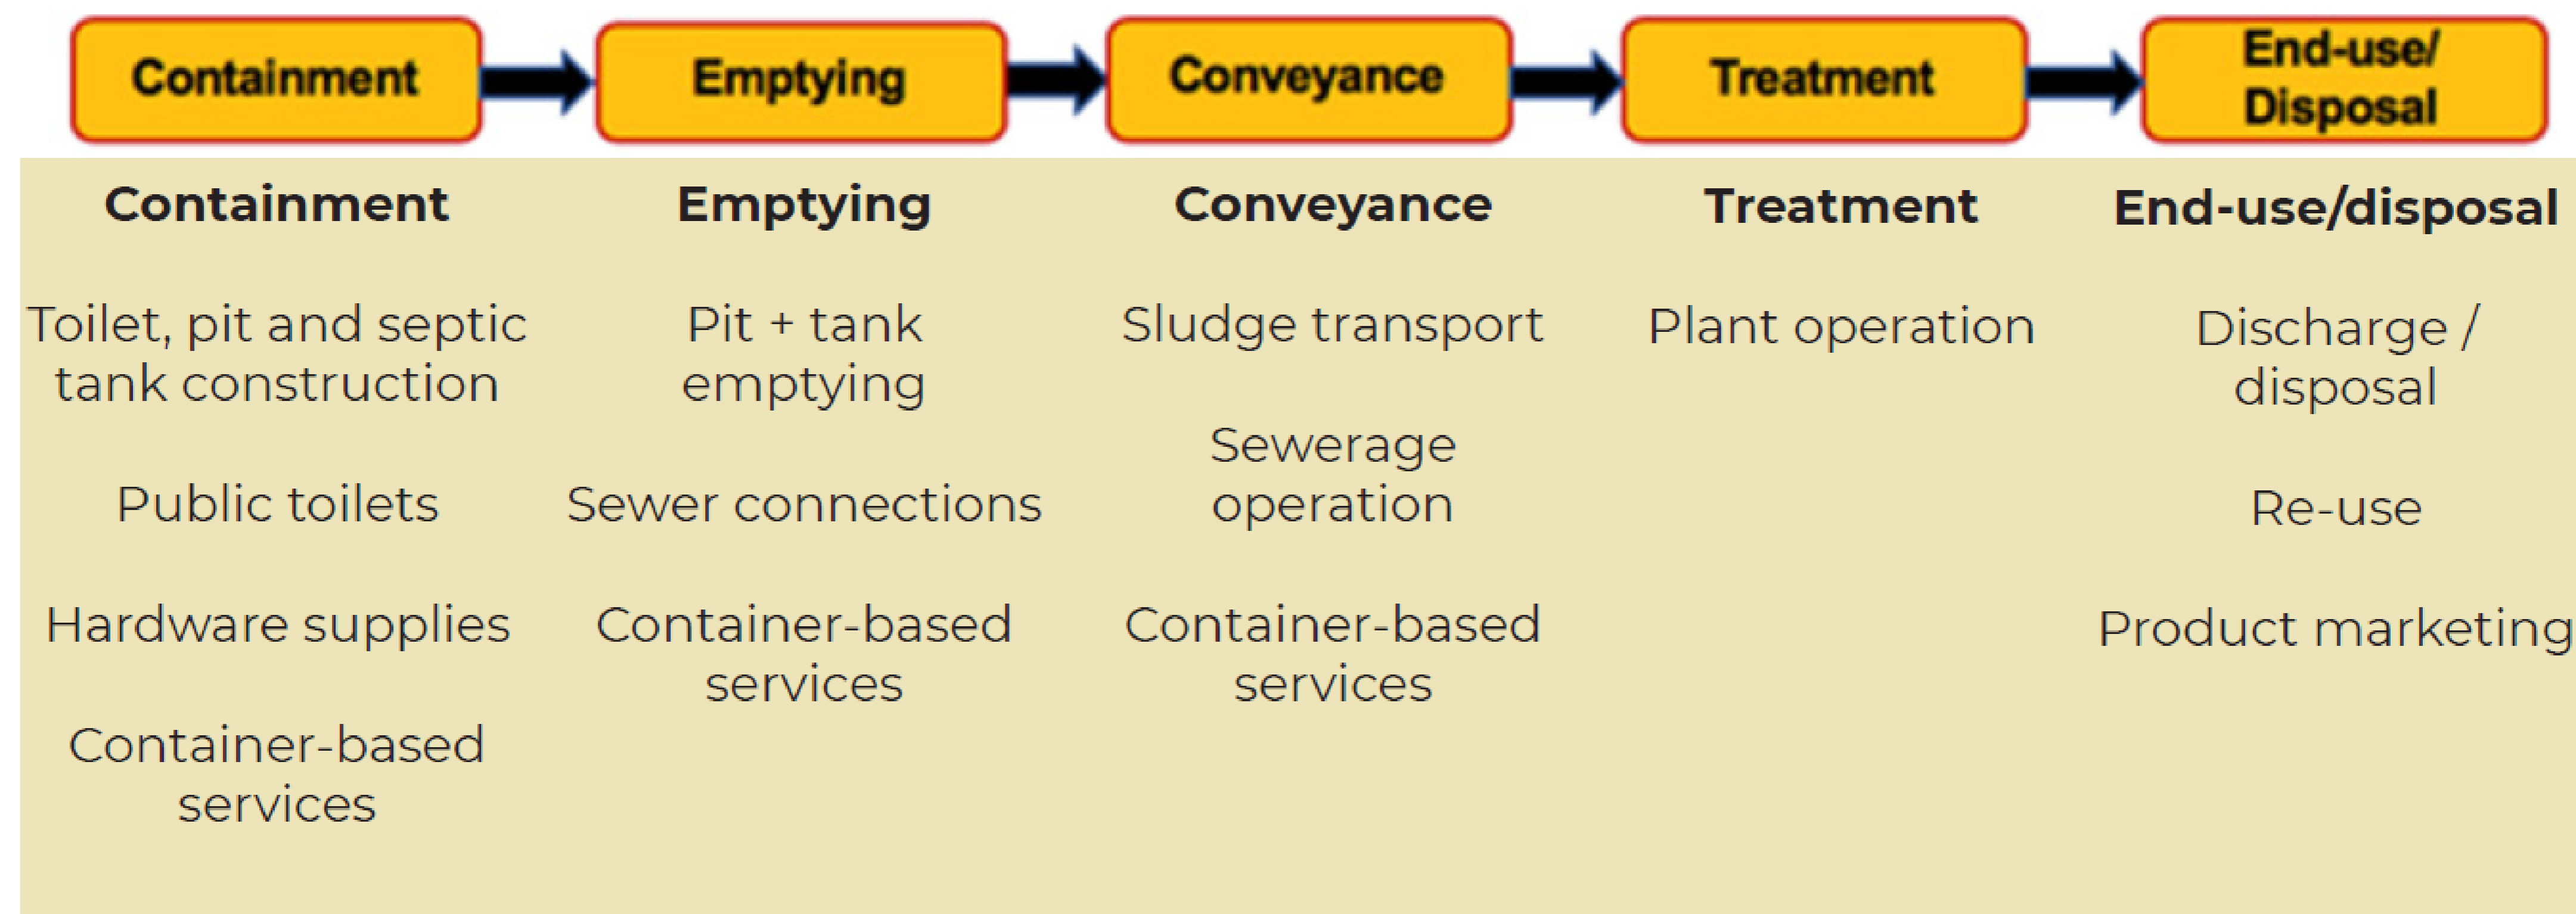 Containment
Emptying
Conveyance
Treatment
End-use/
Disposal
Containment
Toilet, pit and septic
tank construction
Public toilets
Hardware supplies
Container-based
services
Emptying
Pit + tank
emptying
Sewer connections
Container-based
services
Conveyance
Sludge transport
Sewerage
operation
Container-based
services
Treatment
Plant operation
End-use/disposal
Discharge /
disposal
Re-use
Product marketing